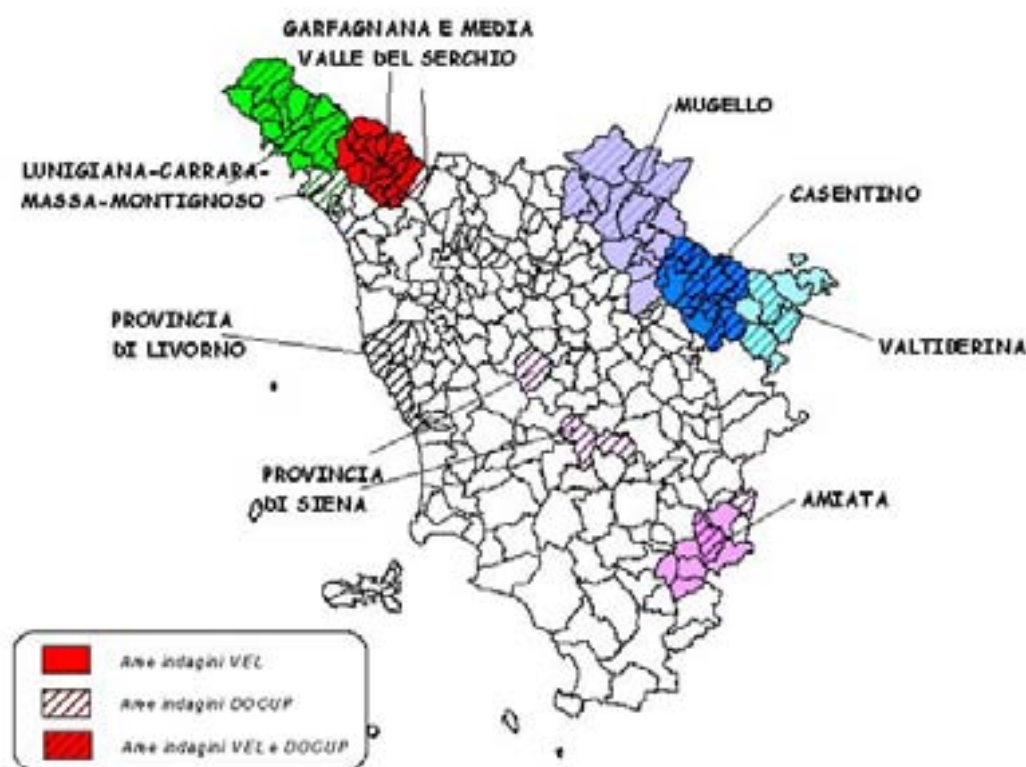 GARFAGNANA E MEDIA
VALLE DEL SERCHIO
MUGELLO
LUNIGIANA-CARRARA-
MASSA-MONTIGNOSO
CASENTINO
PROVINCIA
DI LIVORNO
VALTIBERINA
PROVINCIA
DI SIENA
AMIATA
Aree indagini VEL
Aree indagini DOCUP
Aree indagini VEL e DOCUP